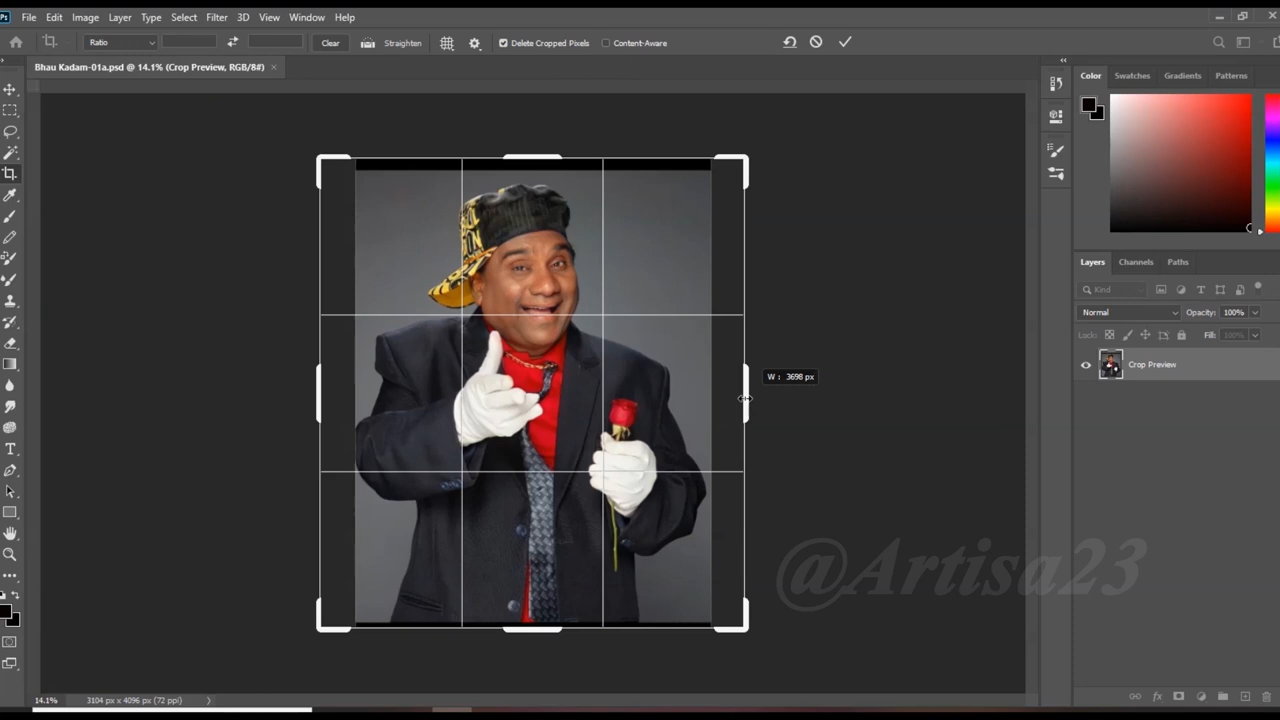 Ps File Edit Image Layer Type Select Filter 3D View Window Help
Ratio Clear Straighten Delete Cropped Pixels Content-Aware
Bhau Kadam-01a.psd @ 14.1% (Crop Preview, RGB/8#) ×
Color Swatches Gradients Patterns
Layers Channels Paths
Kind
Normal Opacity: 100%
Lock: Fill: 100%
Crop Preview
W : 3698 px
@Artisa23
14.1% 3104 px x 4096 px (72 ppi)